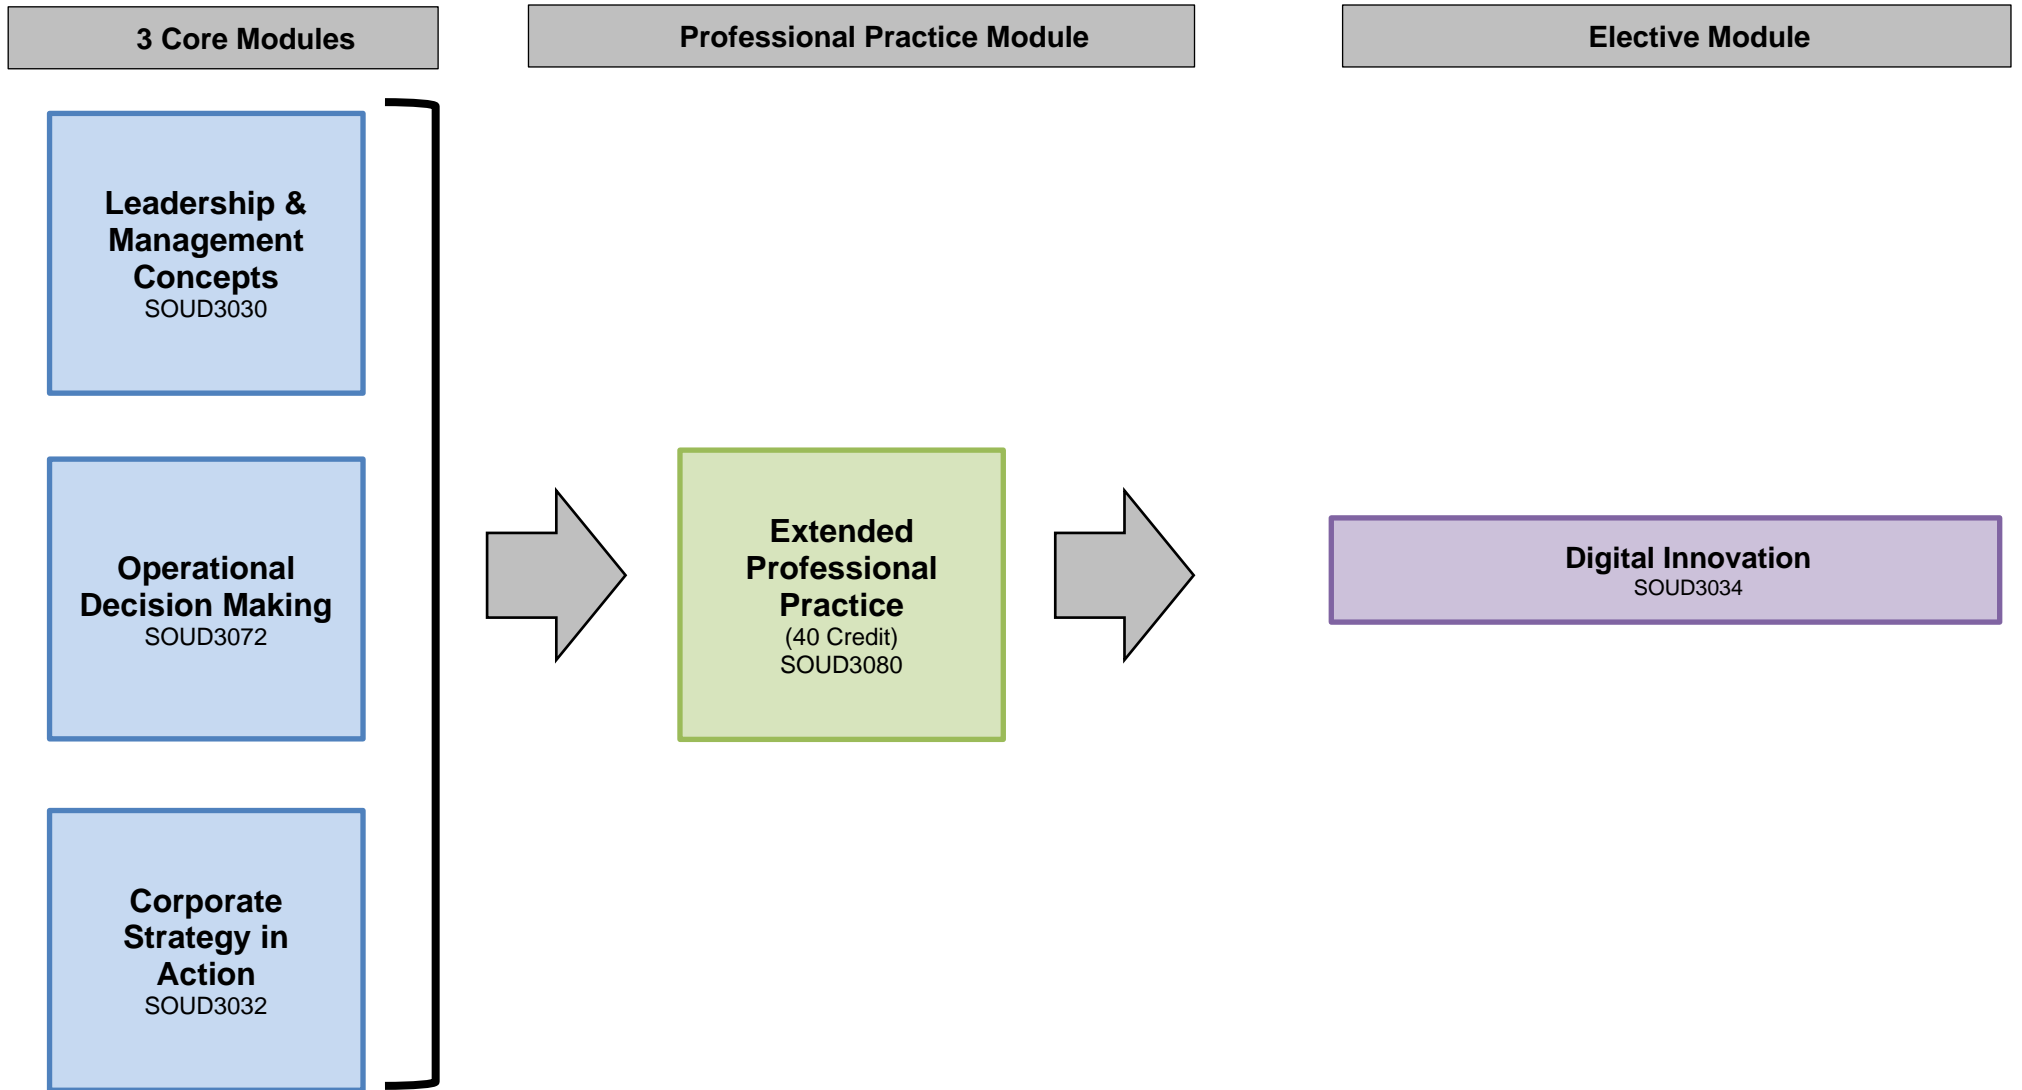 3 Core Modules
Professional Practice Module
Elective Module
Leadership &
Management
Concepts
SOUD3030
Operational
Decision Making
SOUD3072
Corporate
Strategy in
Action
SOUD3032
Extended
Professional
Practice
(40 Credit)
SOUD3080
Digital Innovation
SOUD3034